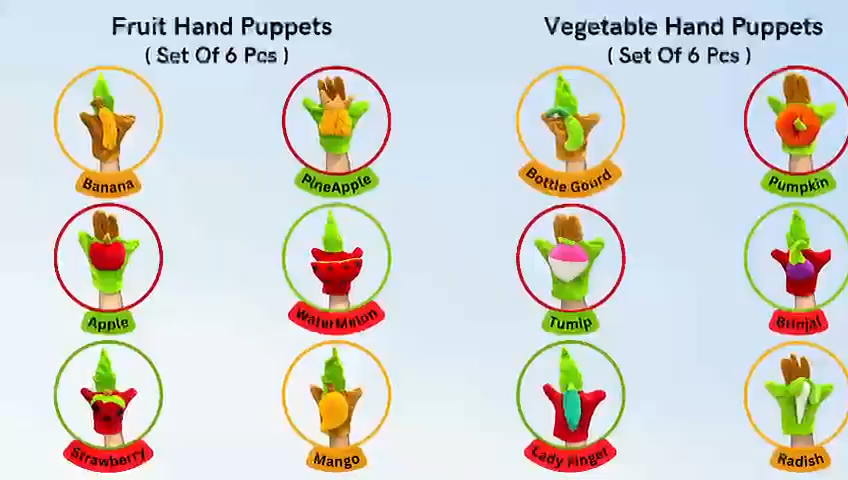 Fruit Hand Puppets
( Set Of 6 Pcs )
Banana
PineApple
Apple
WaterMelon
Strawberry
Mango
Vegetable Hand Puppets
( Set Of 6 Pcs )
Bottle Gourd
Pumpkin
Turnip
Brinjal
Lady Finger
Radish